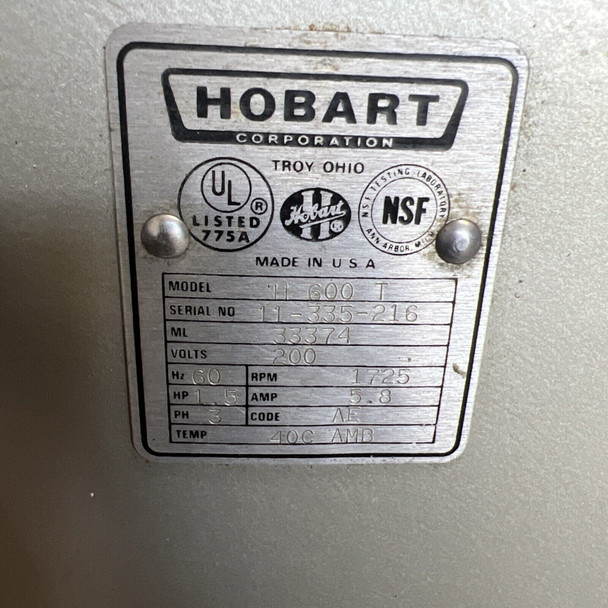 HOBART
CORPORATION
TROY OHIO
UL ®
LISTED
775A
Hobart ®
N.S.F. TESTING LABORATORY
NSF
ANN ARBOR, MICH.
MADE IN U S A
MODEL H 600 T
SERIAL NO 11-335-216
ML 33374
VOLTS 200
Hz 60 RPM 1725
HP 1.5 AMP 5.8
PH 3 CODE AE
TEMP 40C AMB